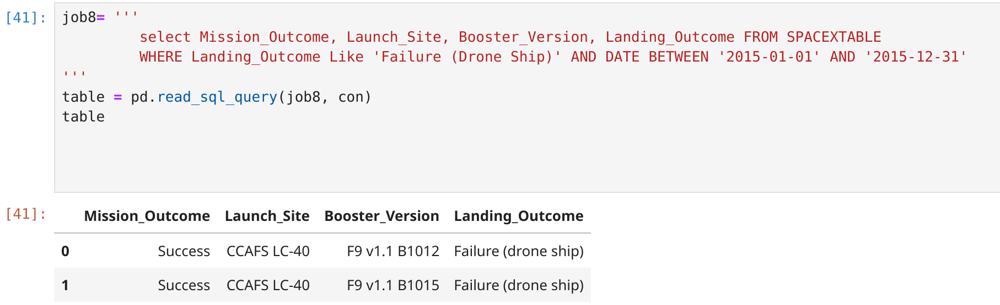 [41]: job8= '''
select Mission_Outcome, Launch_Site, Booster_Version, Landing_Outcome FROM SPACEXTABLE
WHERE Landing_Outcome Like 'Failure (Drone Ship)' AND DATE BETWEEN '2015-01-01' AND '2015-12-31'
'''
table = pd.read_sql_query(job8, con)
table
[41]: Mission_Outcome Launch_Site Booster_Version Landing_Outcome
0 Success CCAFS LC-40 F9 v1.1 B1012 Failure (drone ship)
1 Success CCAFS LC-40 F9 v1.1 B1015 Failure (drone ship)